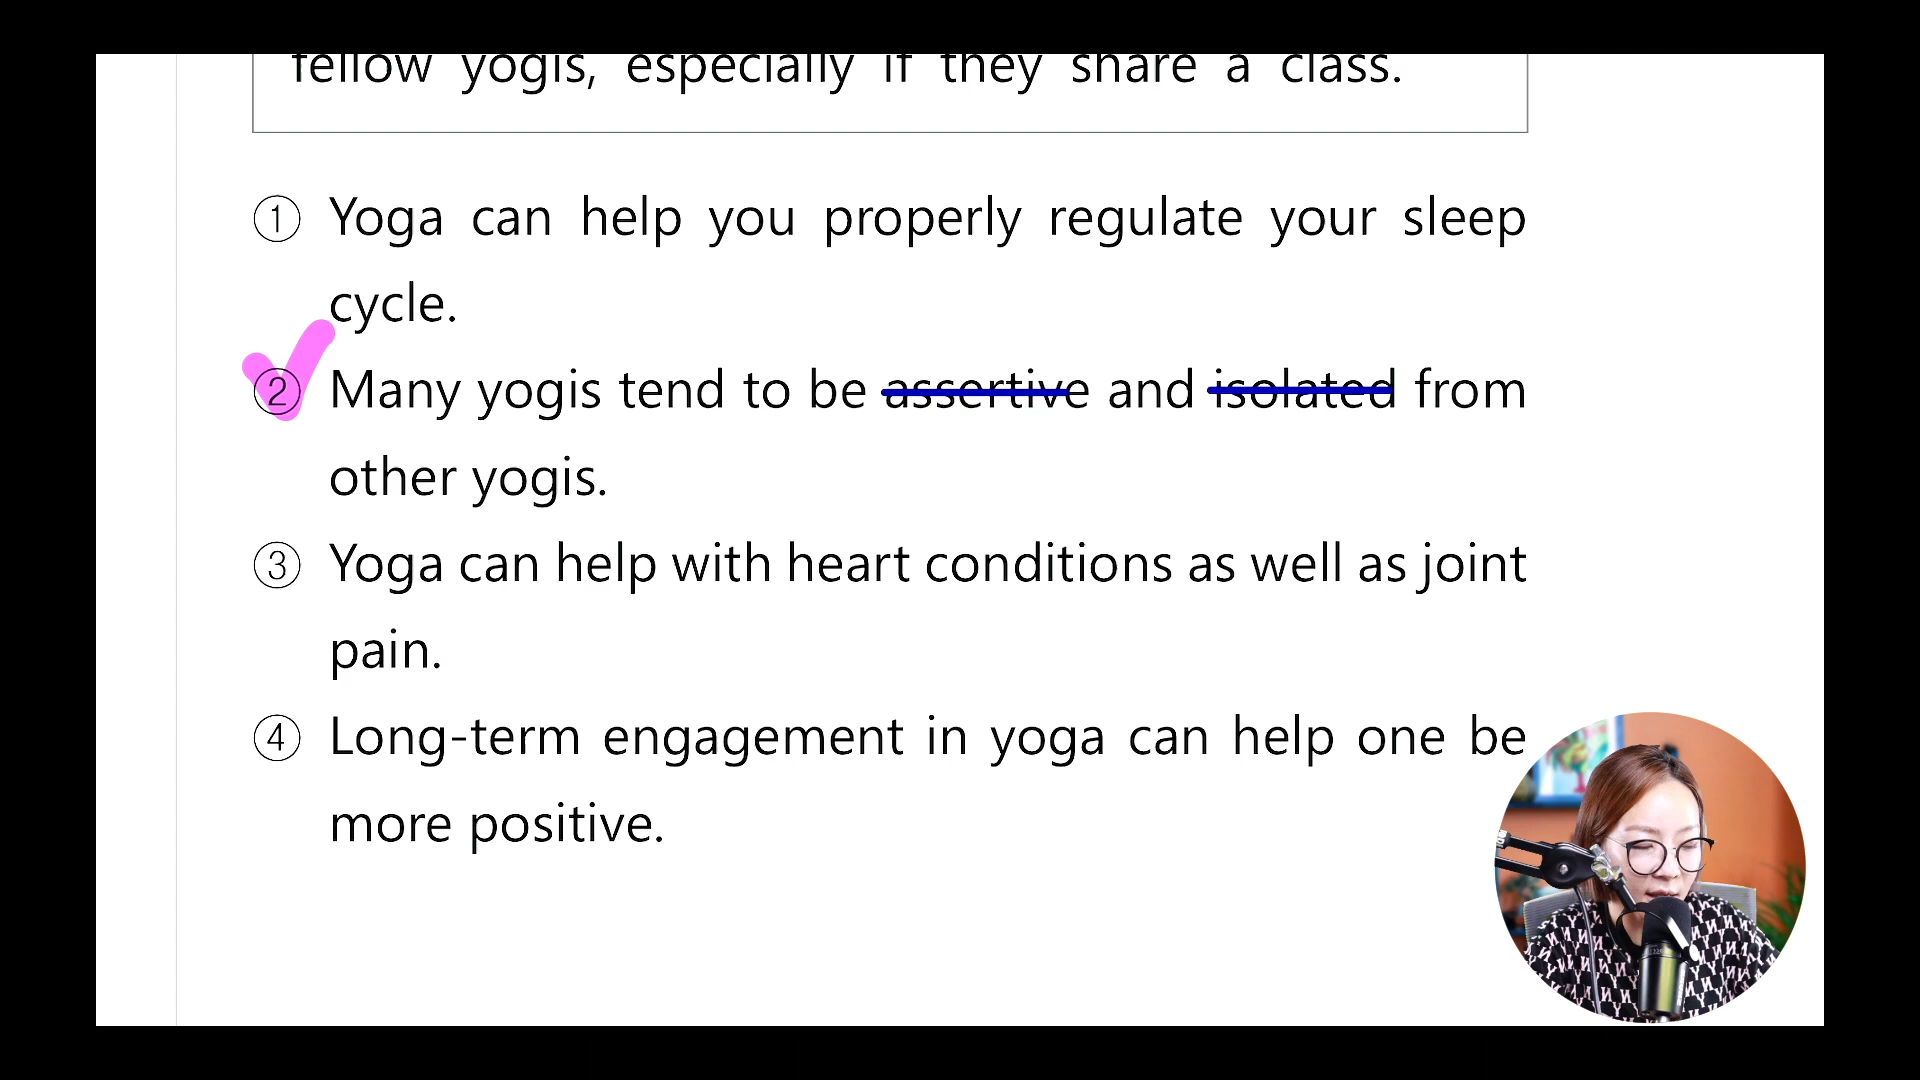 fellow yogis, especially if they share a class.
① Yoga can help you properly regulate your sleep
cycle.
② Many yogis tend to be assertive and isolated from
other yogis.
③ Yoga can help with heart conditions as well as joint
pain.
④ Long-term engagement in yoga can help one be
more positive.